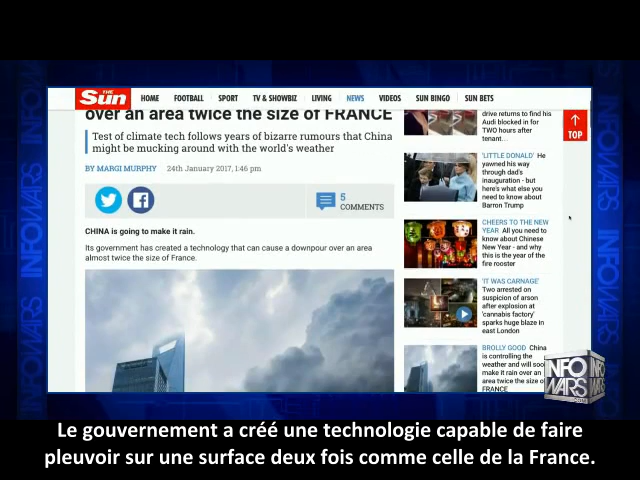 THE
Sun
HOME FOOTBALL SPORT TV & SHOWBIZ LIVING NEWS VIDEOS SUN BINGO SUN BETS
over an area twice the size of FRANCE
Test of climate tech follows years of bizarre rumours that China
might be mucking around with the world's weather
BY MARGI MURPHY 24th January 2017, 1:46 pm
5
COMMENTS
CHINA is going to make it rain.
Its government has created a technology that can cause a downpour over an area
almost twice the size of France.
drive returns to find his
Audi blocked in for
TWO hours after
tenant...
TOP
'LITTLE DONALD' He
yawned his way
through dad's
inauguration - but
here's what else you
need to know about
Barron Trump
CHEERS TO THE NEW
YEAR All you need to
know about Chinese
New Year - and why
this is the year of the
fire rooster
'IT WAS CARNAGE'
Two arrested on
suspicion of arson
after explosion at
'cannabis factory'
sparks huge blaze in
east London
BROLLY GOOD China
is controlling the
weather and will soo
make it rain over an
area twice the size o
FRANCE
INFO
WARS
INFOWARS
INFOWARS
Le gouvernement a créé une technologie capable de faire
pleuvoir sur une surface deux fois comme celle de la France.